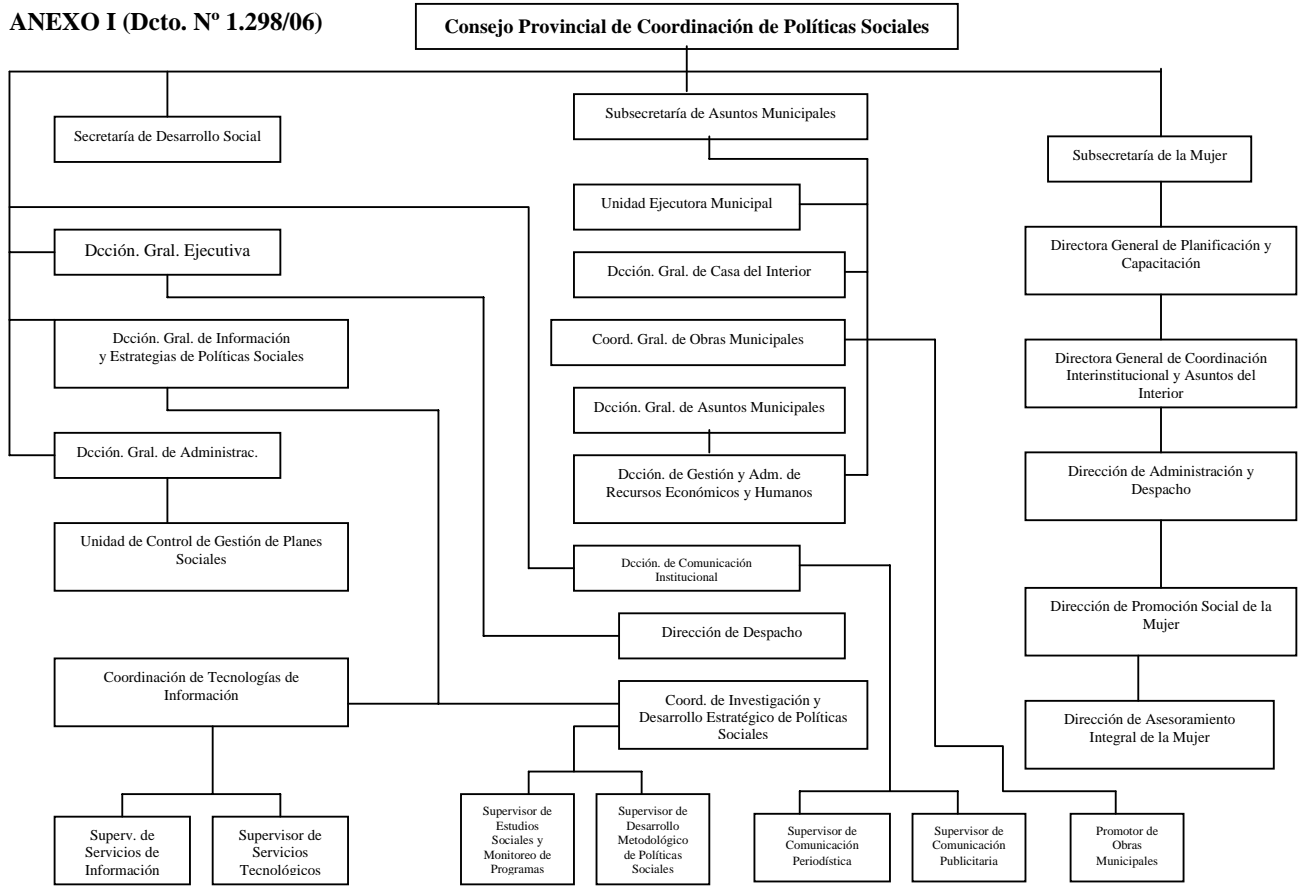 ANEXO I (Dcto. Nº 1.298/06)
Consejo Provincial de Coordinación de Políticas Sociales
Secretaría de Desarrollo Social
Subsecretaría de Asuntos Municipales
Subsecretaría de la Mujer
Unidad Ejecutora Municipal
Dcción. Gral. Ejecutiva
Dcción. Gral. de Casa del Interior
Directora General de Planificación y
Capacitación
Dcción. Gral. de Información
y Estrategias de Políticas Sociales
Coord. Gral. de Obras Municipales
Directora General de Coordinación
Interinstitucional y Asuntos del
Interior
Dcción. Gral. de Asuntos Municipales
Dcción. Gral. de Administrac.
Dcción. de Gestión y Adm. de
Recursos Económicos y Humanos
Dirección de Administración y
Despacho
Unidad de Control de Gestión de Planes
Sociales
Dcción. de Comunicación
Institucional
Dirección de Promoción Social de la
Mujer
Dirección de Despacho
Coordinación de Tecnologías de
Información
Coord. de Investigación y
Desarrollo Estratégico de Políticas
Sociales
Dirección de Asesoramiento
Integral de la Mujer
Superv. de
Servicios de
Información
Supervisor de
Servicios
Tecnológicos
Supervisor de
Estudios
Sociales y
Monitoreo de
Programas
Supervisor de
Desarrollo
Metodológico
de Políticas
Sociales
Supervisor de
Comunicación
Periodística
Supervisor de
Comunicación
Publicitaria
Promotor de
Obras
Municipales